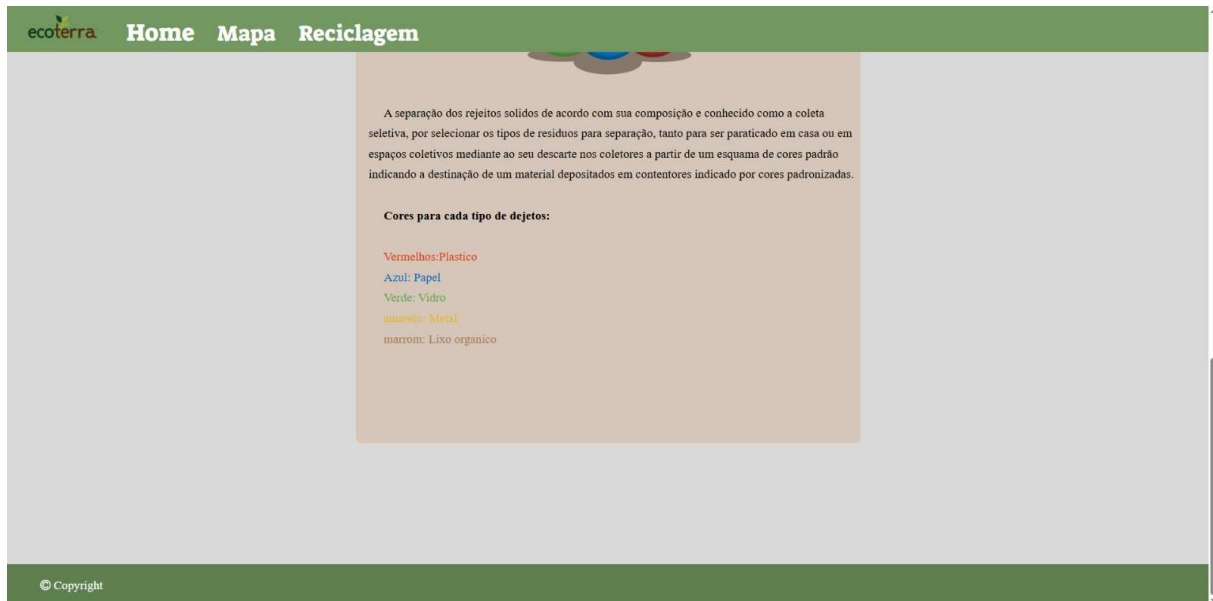 ecoterra Home Mapa Reciclagem
A separação dos rejeitos solidos de acordo com sua composição e conhecido como a coleta
seletiva, por selecionar os tipos de residuos para separação, tanto para ser paraticado em casa ou em
espaços coletivos mediante ao seu descarte nos coletores a partir de um esquama de cores padrão
indicando a destinação de um material depositados em contentores indicado por cores padronizadas.
Cores para cada tipo de dejetos:
Vermelhos:Plastico
Azul: Papel
Verde: Vidro
amarelo: Metal
marrom: Lixo organico
© Copyright